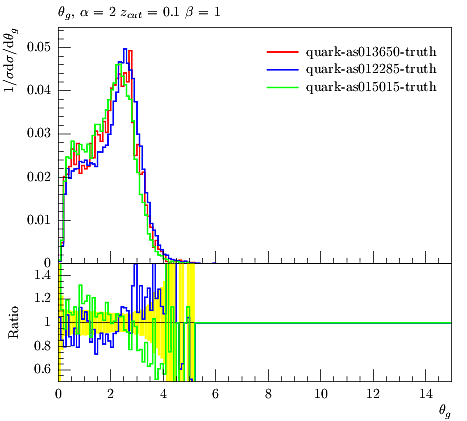 θg, α = 2 zcut = 0.1 β = 1
1/σdσ/dθg
0.05
0.04
0.03
0.02
0.01
0
quark-as013650-truth
quark-as012285-truth
quark-as015015-truth
Ratio
1.4
1.2
1
0.8
0.6
0 2 4 6 8 10 12 14
θg